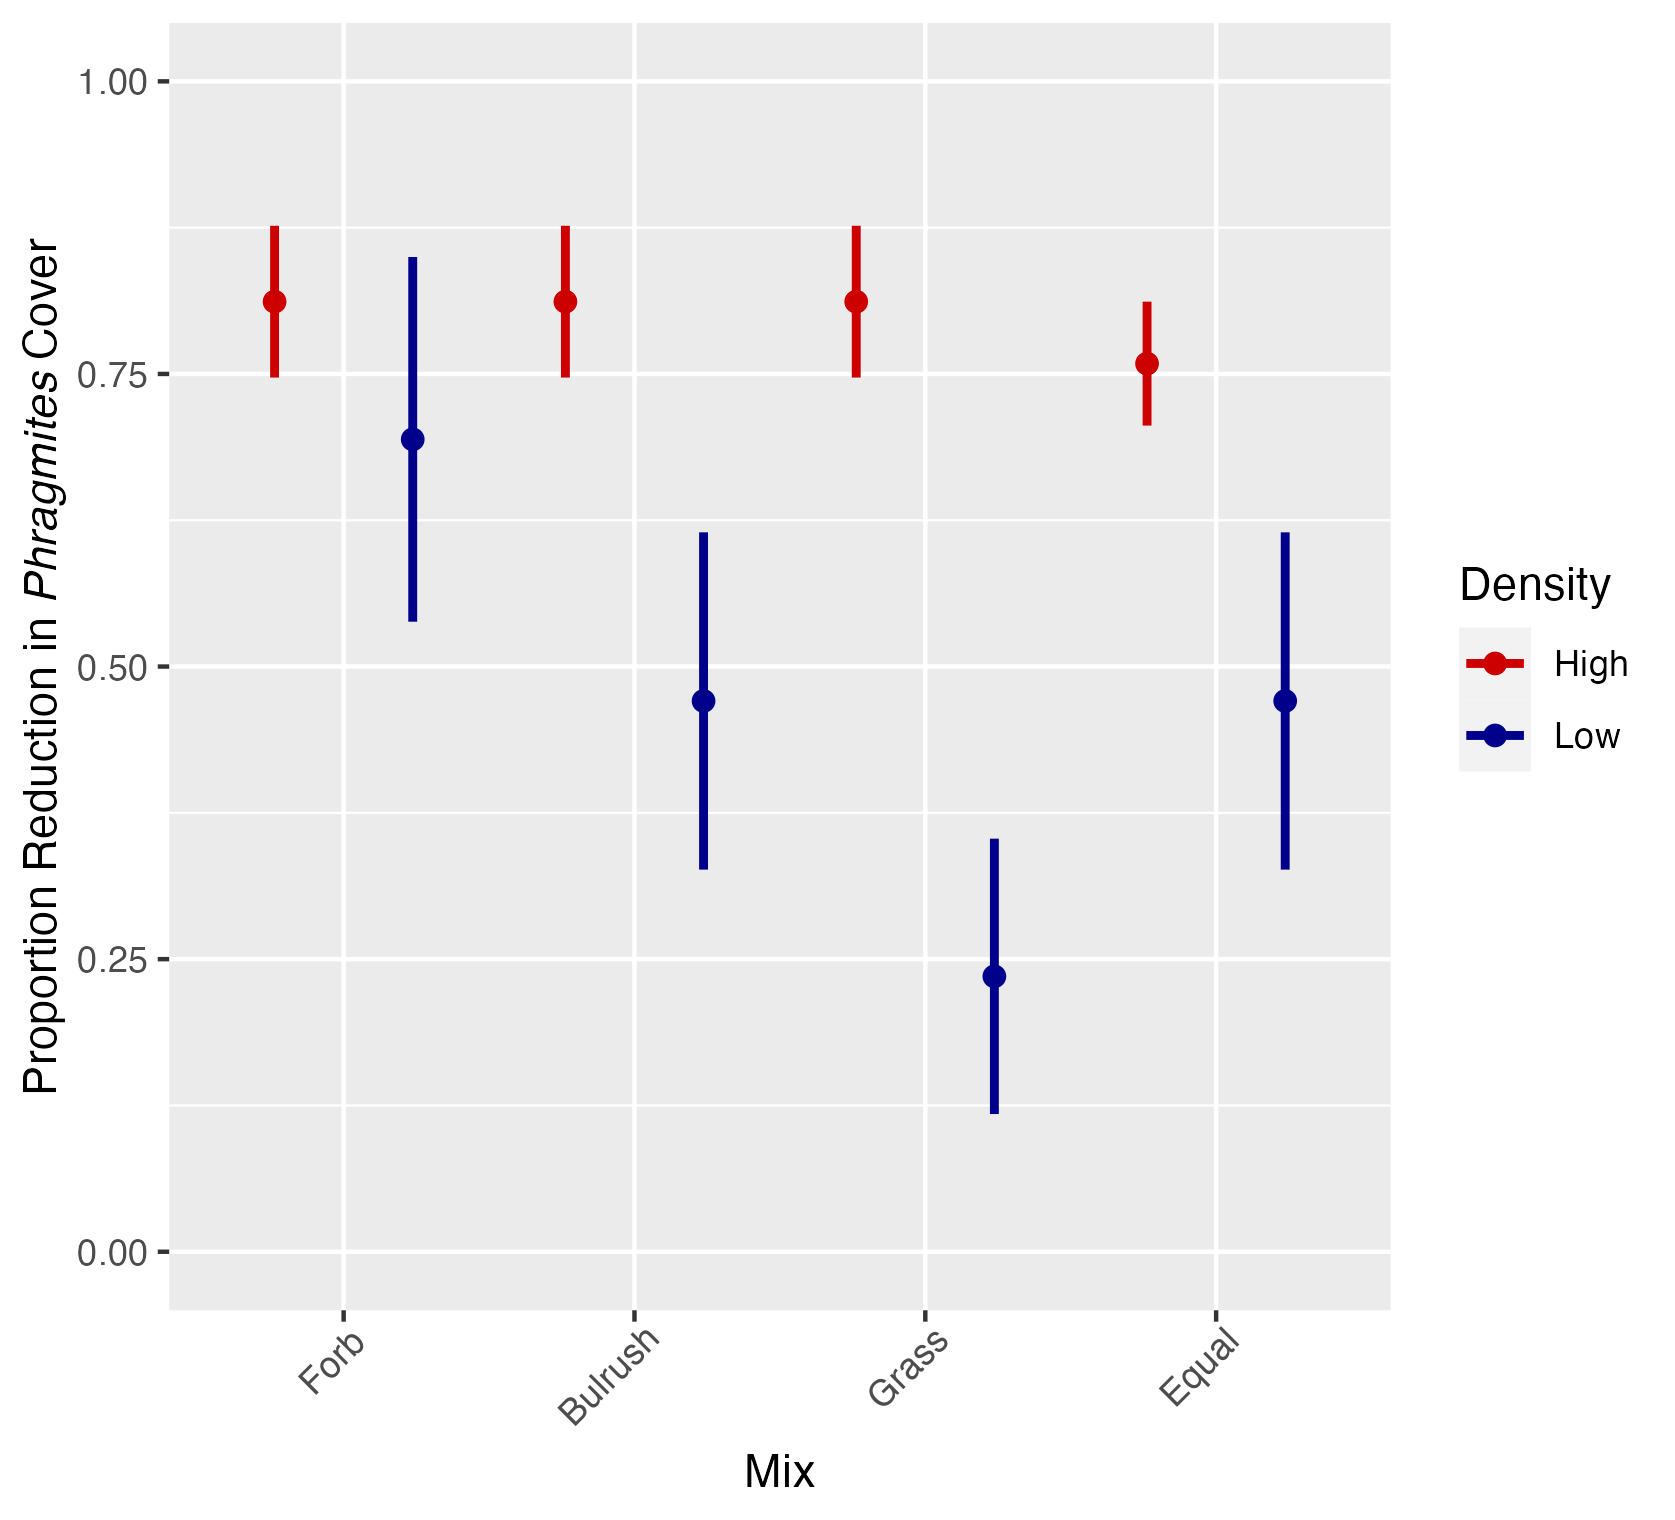 Proportion Reduction in Phragmites Cover
1.00
0.75
0.50
0.25
0.00
Forb
Bulrush
Grass
Equal
Mix
Density
High
Low